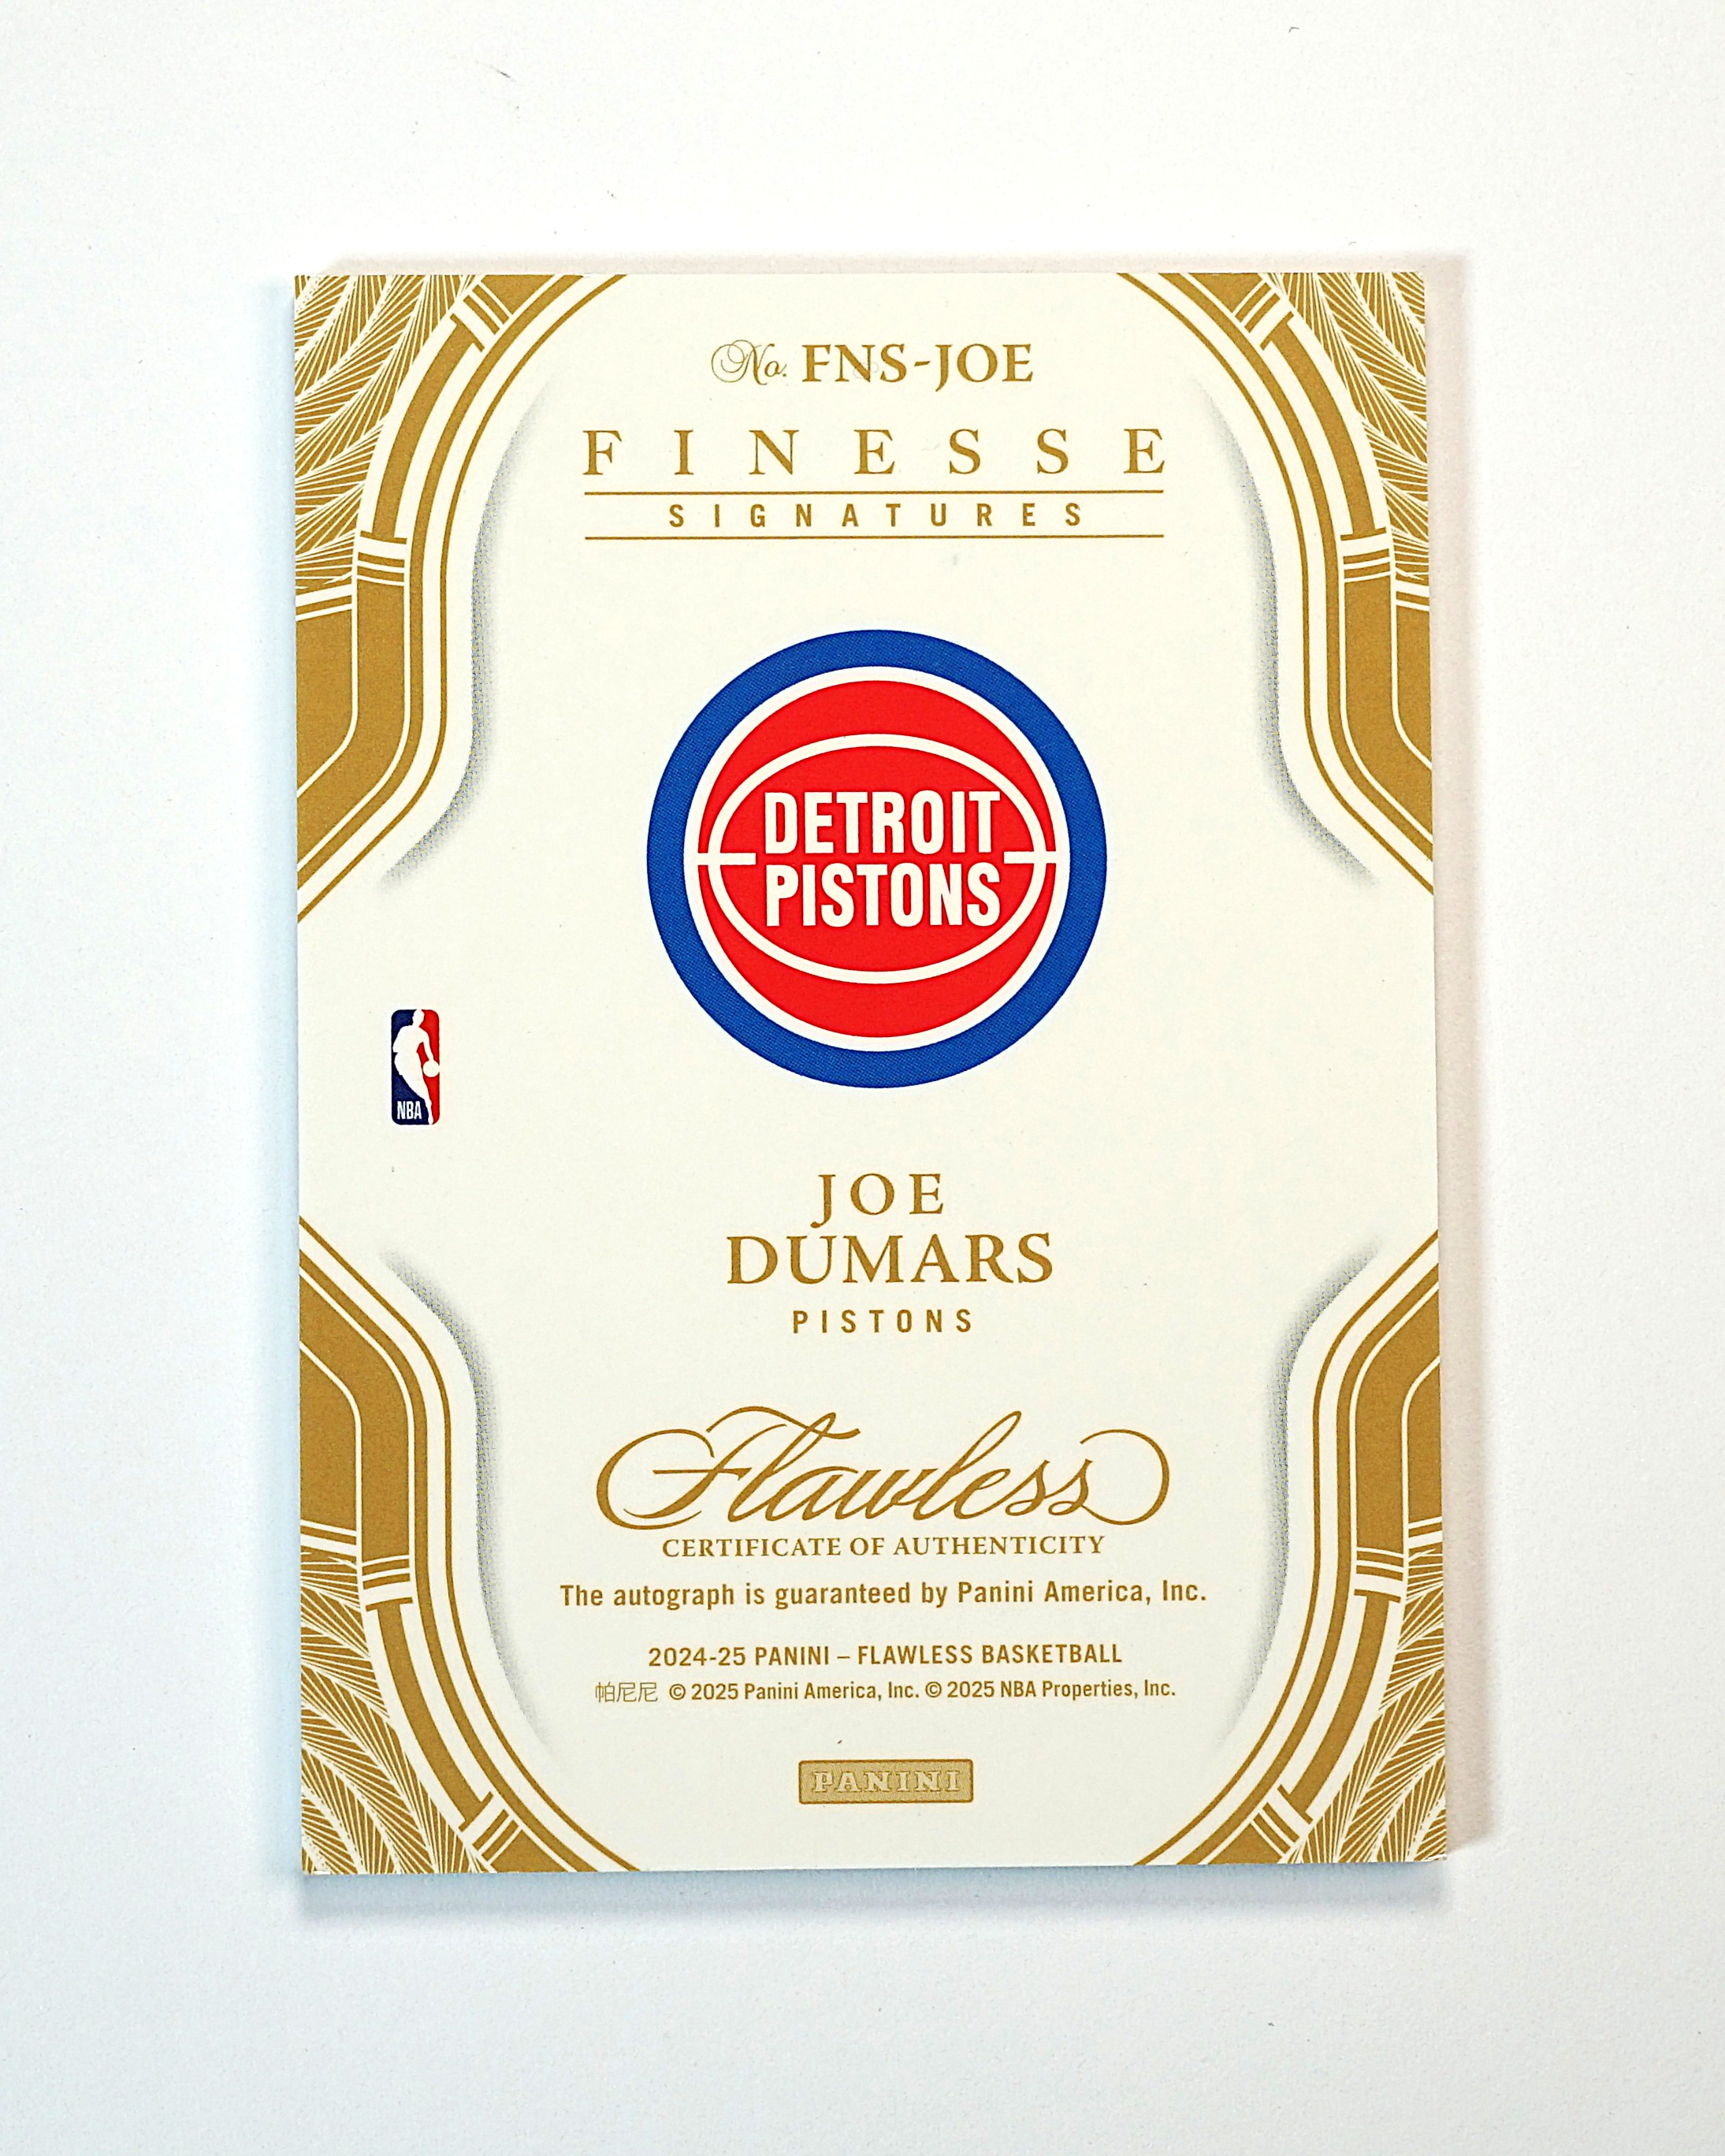 No. FNS-JOE
FINESSE
SIGNATURES
DETROIT
PISTONS
NBA
JOE
DUMARS
PISTONS
Flawless
CERTIFICATE OF AUTHENTICITY
The autograph is guaranteed by Panini America, Inc.
2024-25 PANINI – FLAWLESS BASKETBALL
帕尼尼 © 2025 Panini America, Inc. © 2025 NBA Properties, Inc.
PANINI